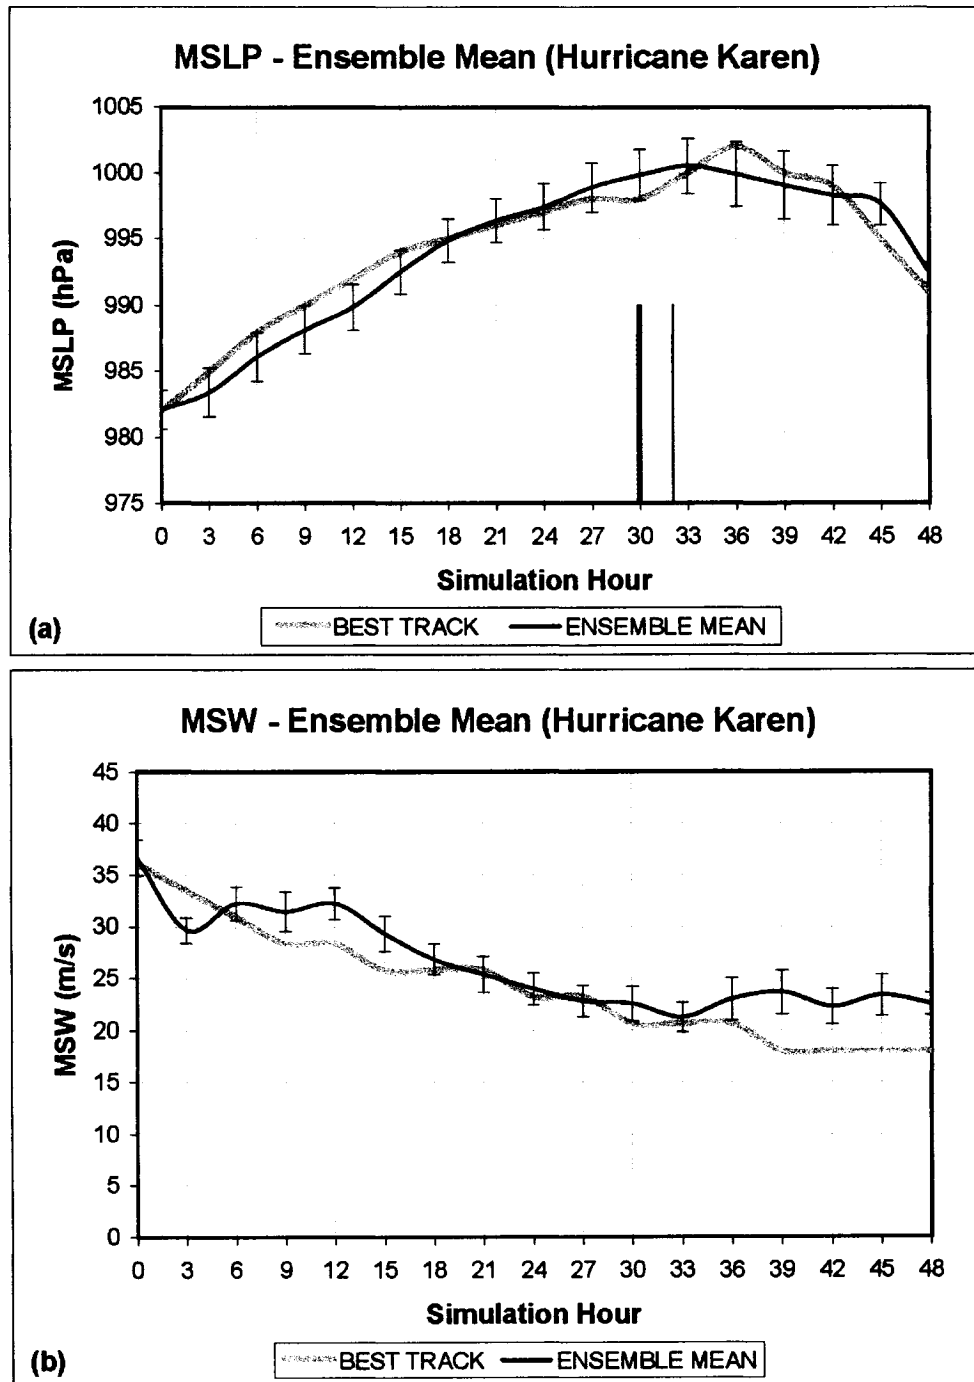 MSLP - Ensemble Mean (Hurricane Karen)
1005
1000
995
990
985
980
975
MSLP (hPa)
0 3 6 9 12 15 18 21 24 27 30 33 36 39 42 45 48
Simulation Hour
(a)
BEST TRACK ENSEMBLE MEAN
MSW - Ensemble Mean (Hurricane Karen)
45
40
35
30
25
20
15
10
5
0
MSW (m/s)
0 3 6 9 12 15 18 21 24 27 30 33 36 39 42 45 48
Simulation Hour
(b)
BEST TRACK ENSEMBLE MEAN